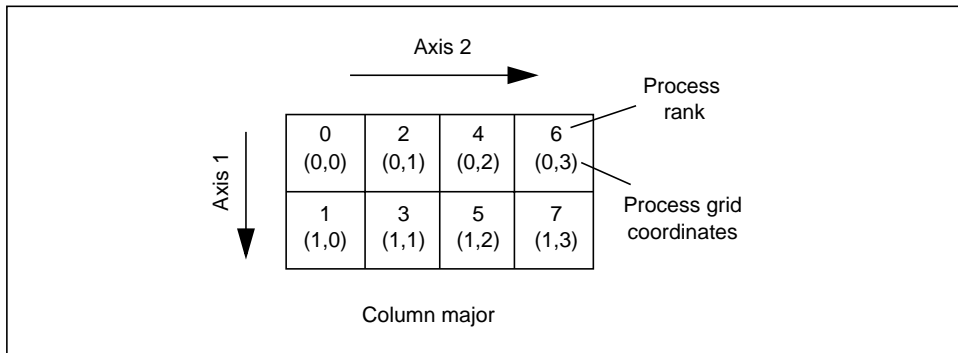 Axis 2
Process
rank
Axis 1
0 2 4 6
(0,0) (0,1) (0,2) (0,3)
1 3 5 7
(1,0) (1,1) (1,2) (1,3)
Process grid
coordinates
Column major